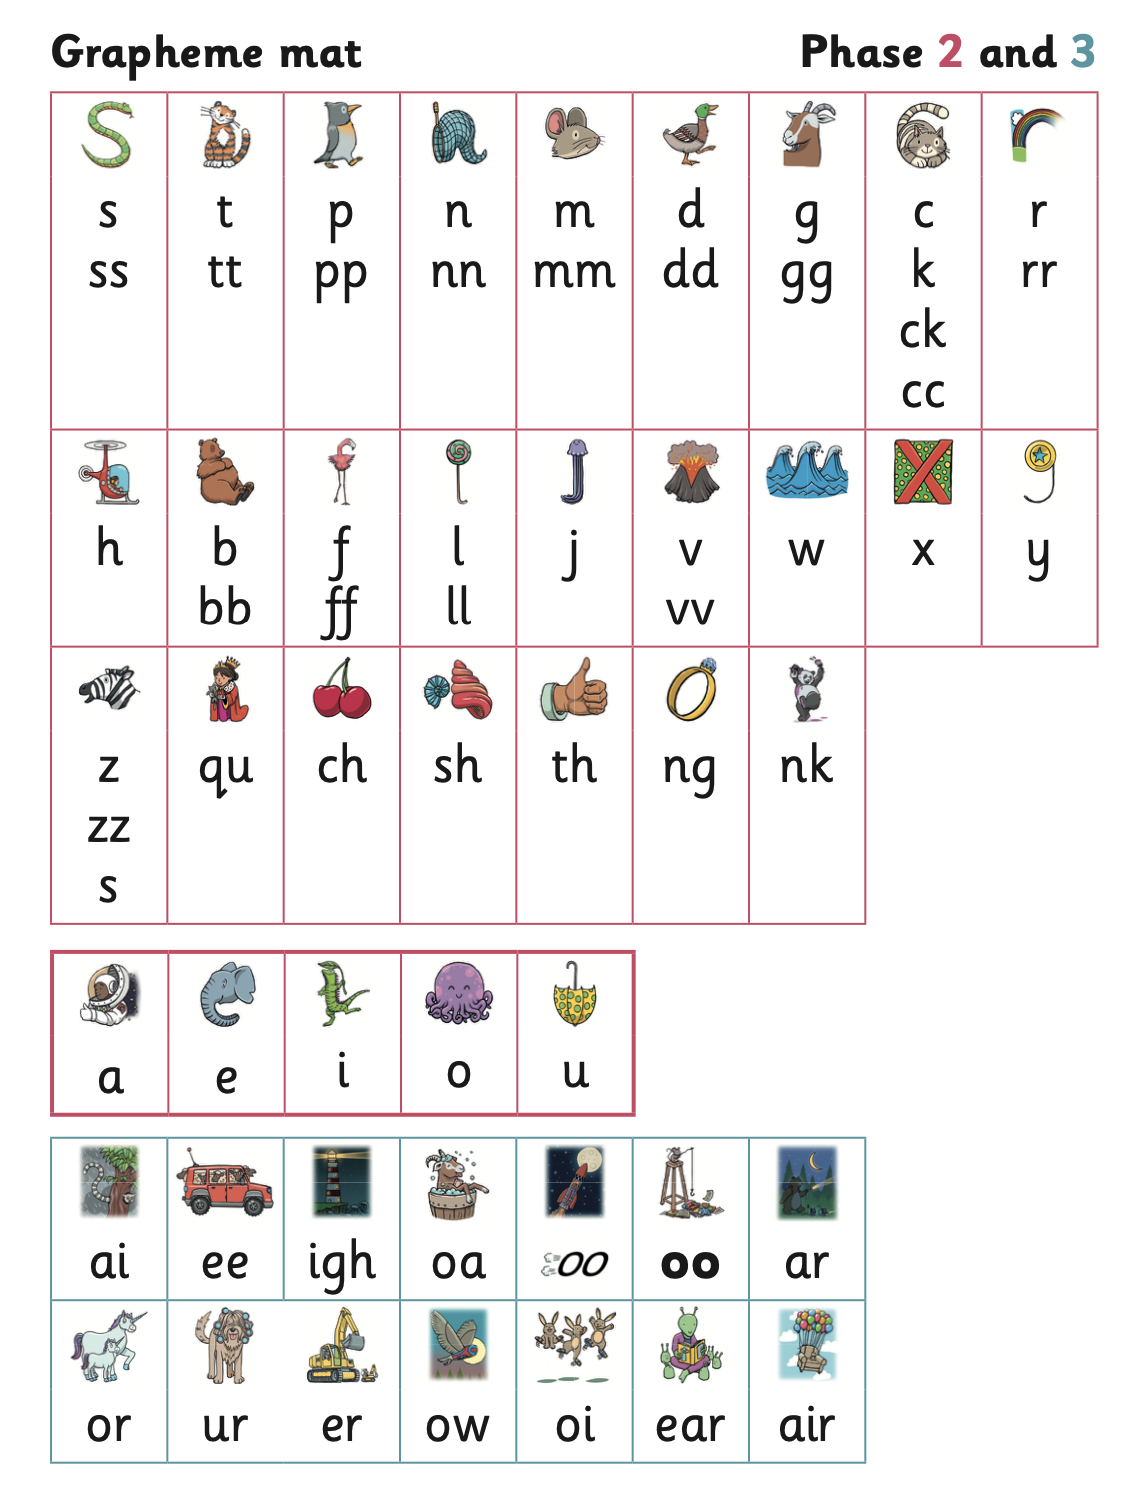 Grapheme mat Phase 2 and 3
s t p n m d g c r
ss tt pp nn mm dd gg k rr
ck
cc
h b f l j v w x y
bb ff ll vv
z qu ch sh th ng nk
zz
s
a e i o u
ai ee igh oa oo oo ar
or ur er ow oi ear air